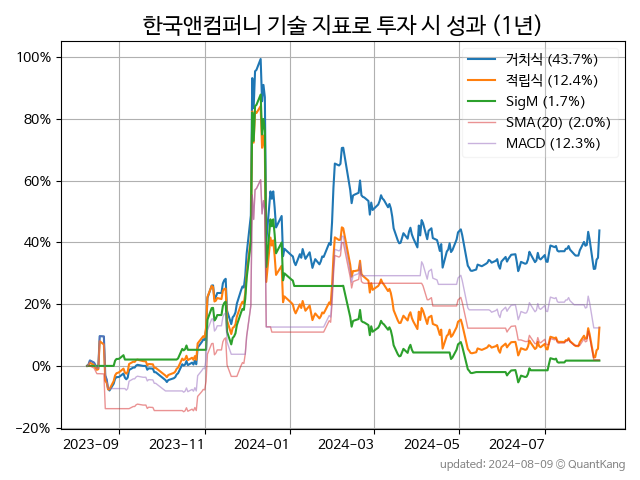 한국앤컴퍼니 기술 지표로 투자 시 성과 (1년)
거치식 (43.7%)
적립식 (12.4%)
SigM (1.7%)
SMA(20) (2.0%)
MACD (12.3%)
100%
80%
60%
40%
20%
0%
−20%
2023-09
2023-11
2024-01
2024-03
2024-05
2024-07
updated: 2024-08-09 © QuantKang